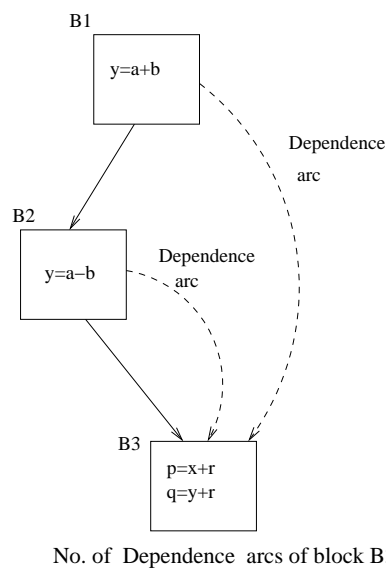 B1
y=a+b
Dependence
arc
B2
y=a−b
Dependence
arc
B3
p=x+r
q=y+r
No. of Dependence arcs of block B